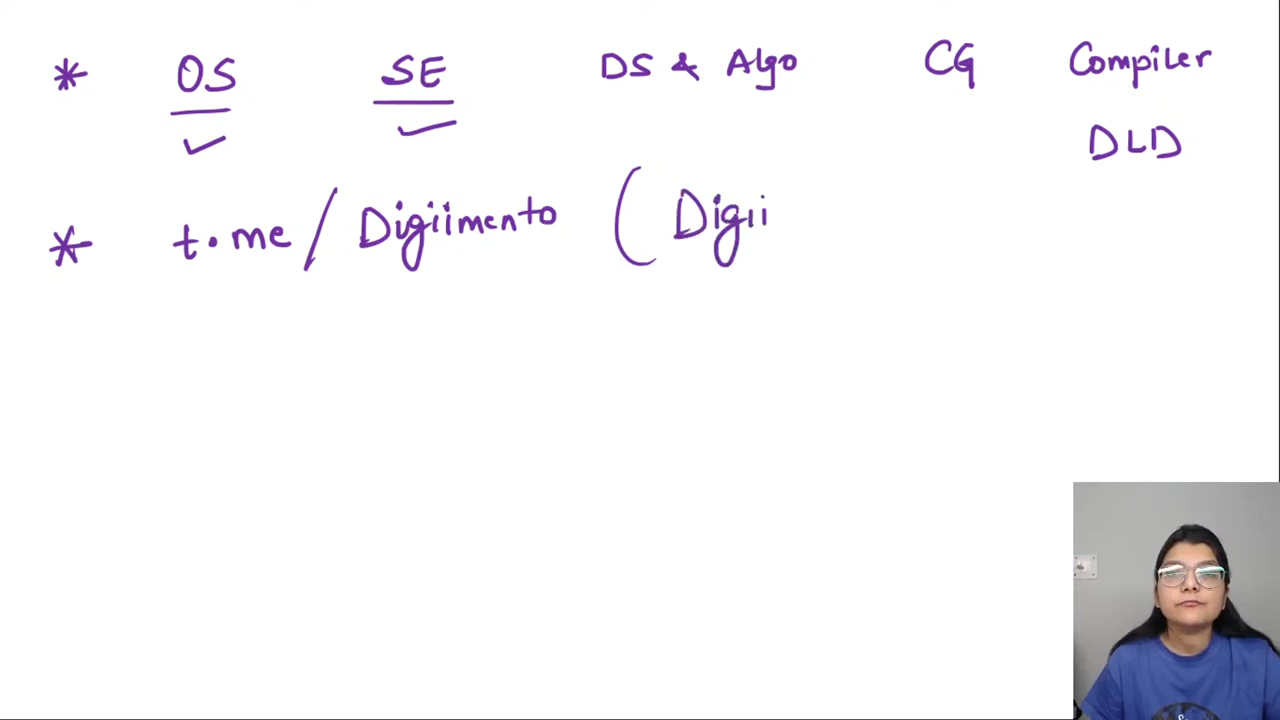 * OS SE DS & Algo CG Compiler
DLD
* t.me/Digiimento ( Digii